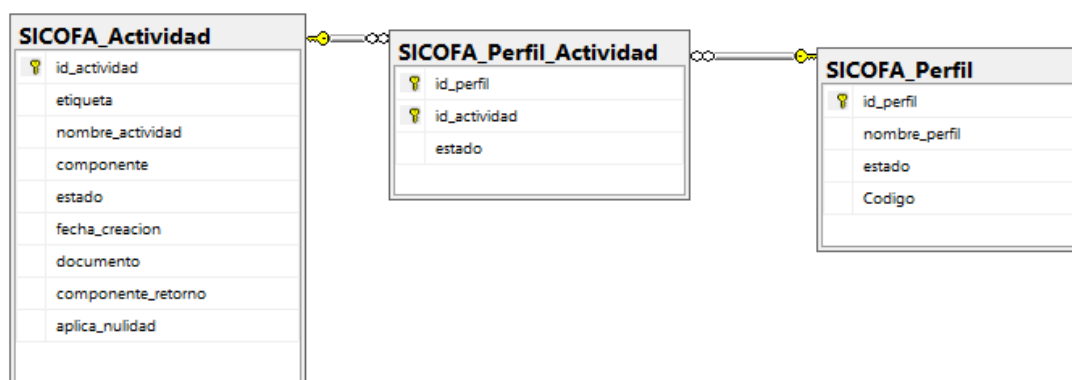 SICOFA_Actividad
id_actividad
etiqueta
nombre_actividad
componente
estado
fecha_creacion
documento
componente_retorno
aplica_nulidad
SICOFA_Perfil_Actividad
id_perfil
id_actividad
estado
SICOFA_Perfil
id_perfil
nombre_perfil
estado
Codigo